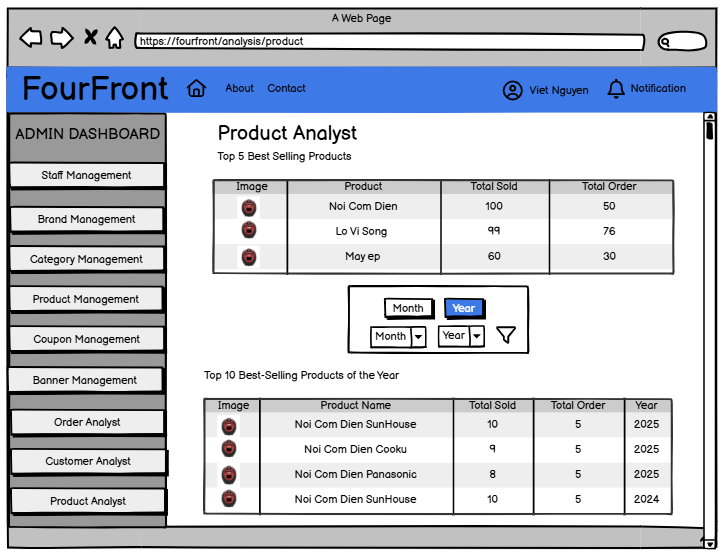 A Web Page
https://fourfront/analysis/product
FourFront
About Contact
Viet Nguyen
Notification
ADMIN DASHBOARD
Staff Management
Brand Management
Category Management
Product Management
Coupon Management
Banner Management
Order Analyst
Customer Analyst
Product Analyst
Product Analyst
Top 5 Best Selling Products
Image Product Total Sold Total Order
Noi Com Dien 100 50
Lo Vi Song 99 76
May ep 60 30
Month Year
Month Year
Top 10 Best-Selling Products of the Year
Image Product Name Total Sold Total Order Year
Noi Com Dien SunHouse 10 5 2025
Noi Com Dien Cooku 9 5 2025
Noi Com Dien Panasonic 8 5 2025
Noi Com Dien SunHouse 10 5 2024